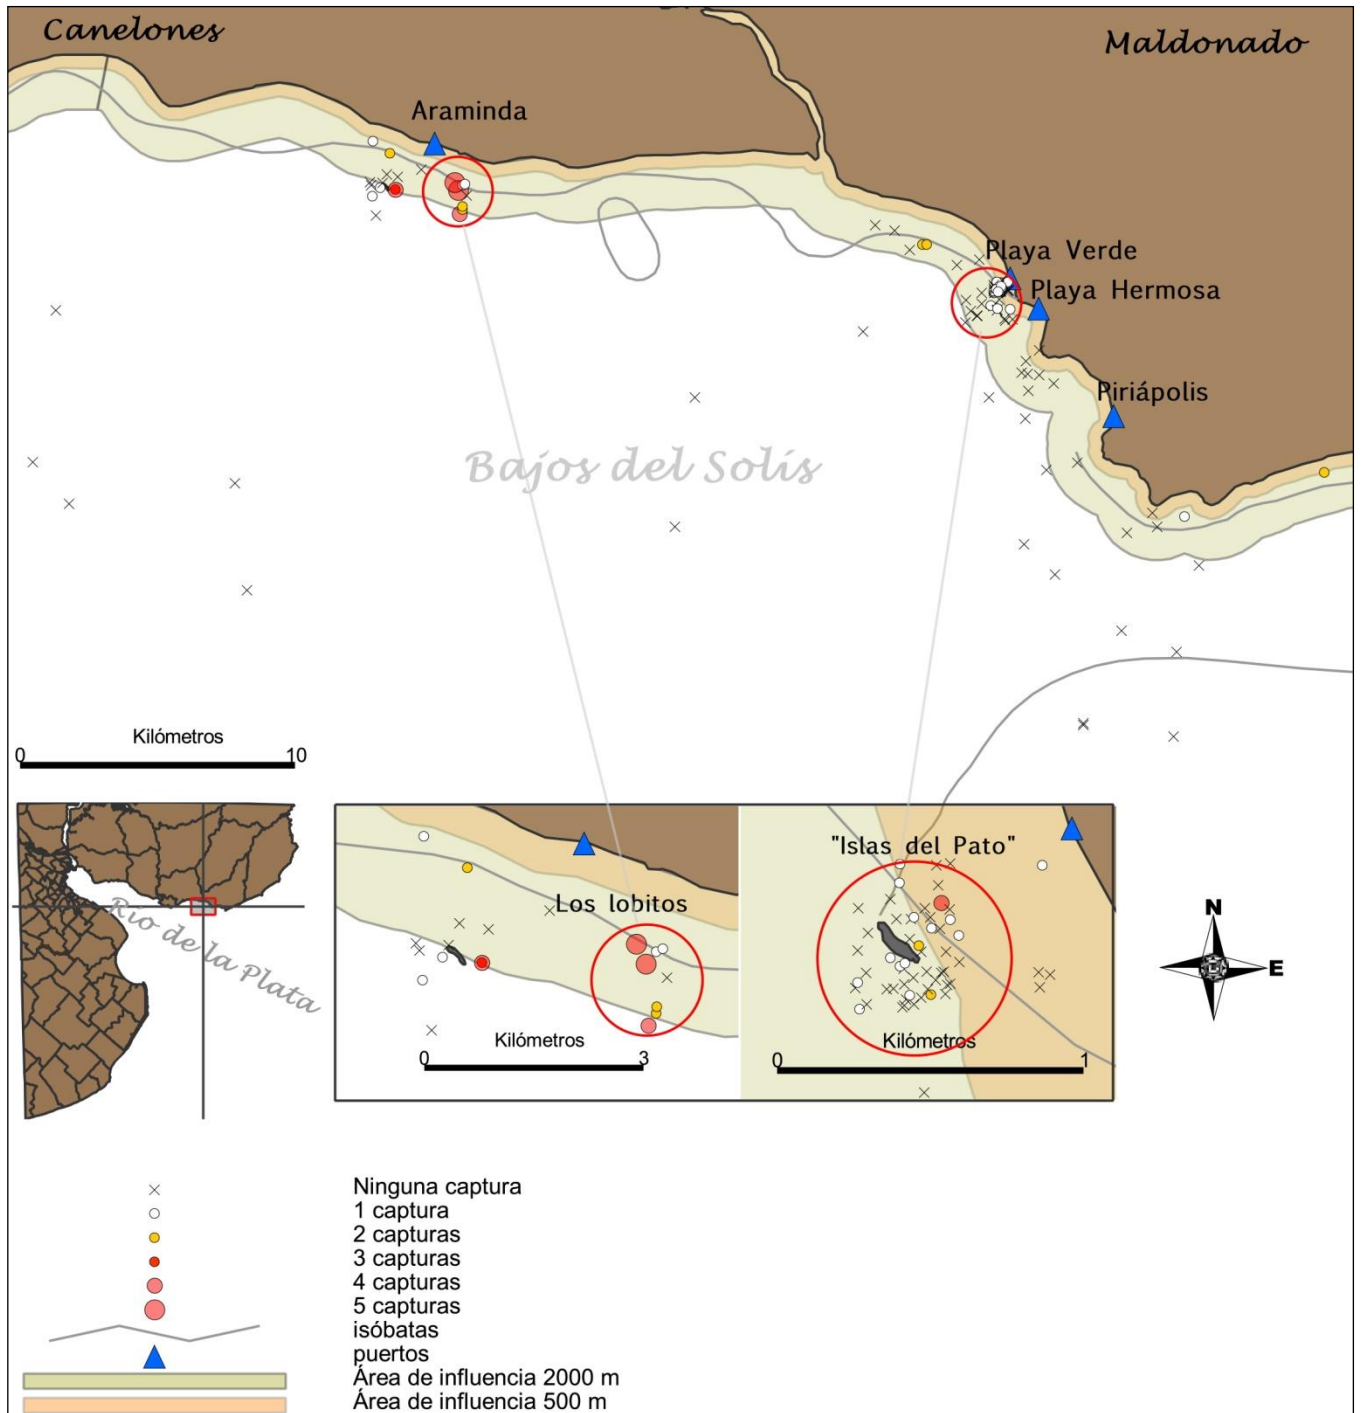 Canelones
Maldonado
Araminda
Playa Verde
Playa Hermosa
Piriápolis
Bajos del Solís
Kilómetros
0 10
Río de la Plata
"Islas del Pato"
Los lobitos
Kilómetros
0 3
Kilómetros
0 1
N
E
Ninguna captura
1 captura
2 capturas
3 capturas
4 capturas
5 capturas
isóbatas
puertos
Área de influencia 2000 m
Área de influencia 500 m